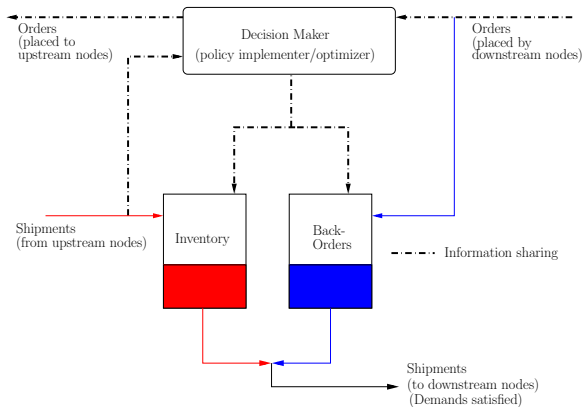 Orders
(placed to
upstream nodes)
Decision Maker
(policy implementer/optimizer)
Orders
(placed by
downstream nodes)
Shipments
(from upstream nodes)
Inventory
Back-
Orders
Information sharing
Shipments
(to downstream nodes)
(Demands satisfied)